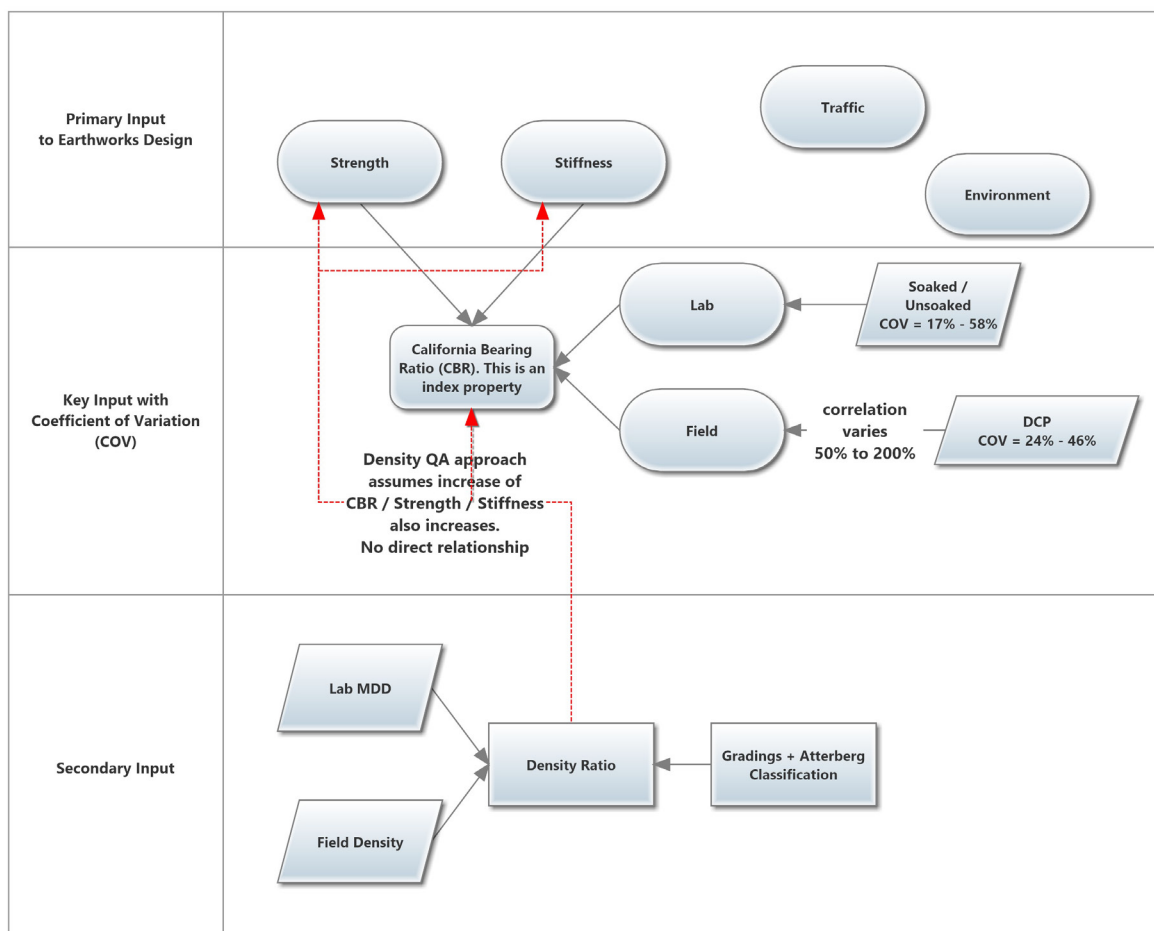 Primary Input
to Earthworks Design
Strength
Stiffness
Traffic
Environment
Key Input with
Coefficient of Variation
(COV)
California Bearing
Ratio (CBR). This is an
index property
Lab
Soaked /
Unsoaked
COV = 17% - 58%
Field
correlation
varies
50% to 200%
DCP
COV = 24% - 46%
Density QA approach
assumes increase of
CBR / Strength / Stiffness
also increases.
No direct relationship
Secondary Input
Lab MDD
Density Ratio
Gradings + Atterberg
Classification
Field Density